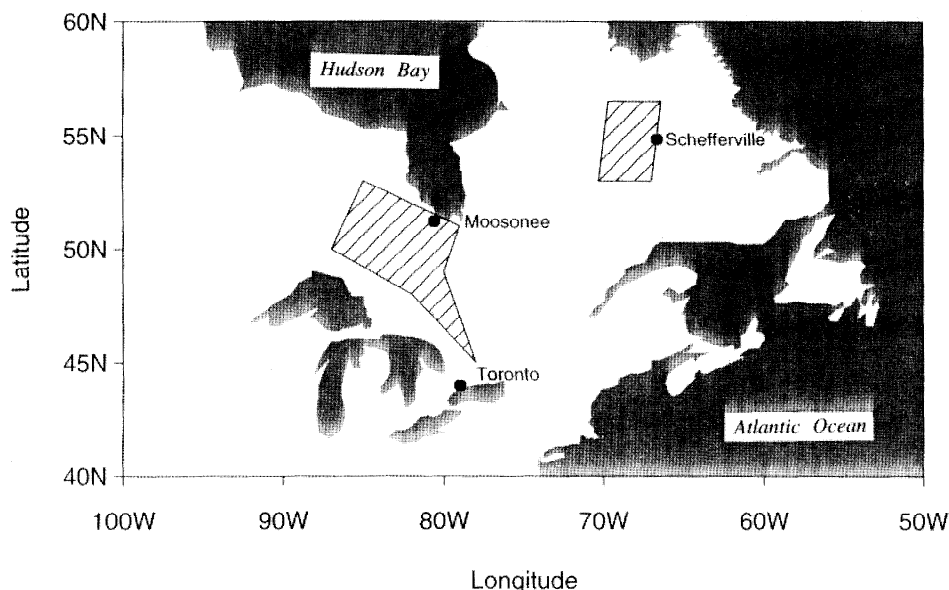 60N
Hudson Bay
55N
Schefferville
Moosonee
50N
Latitude
45N
Toronto
Atlantic Ocean
40N
100W 90W 80W 70W 60W 50W
Longitude